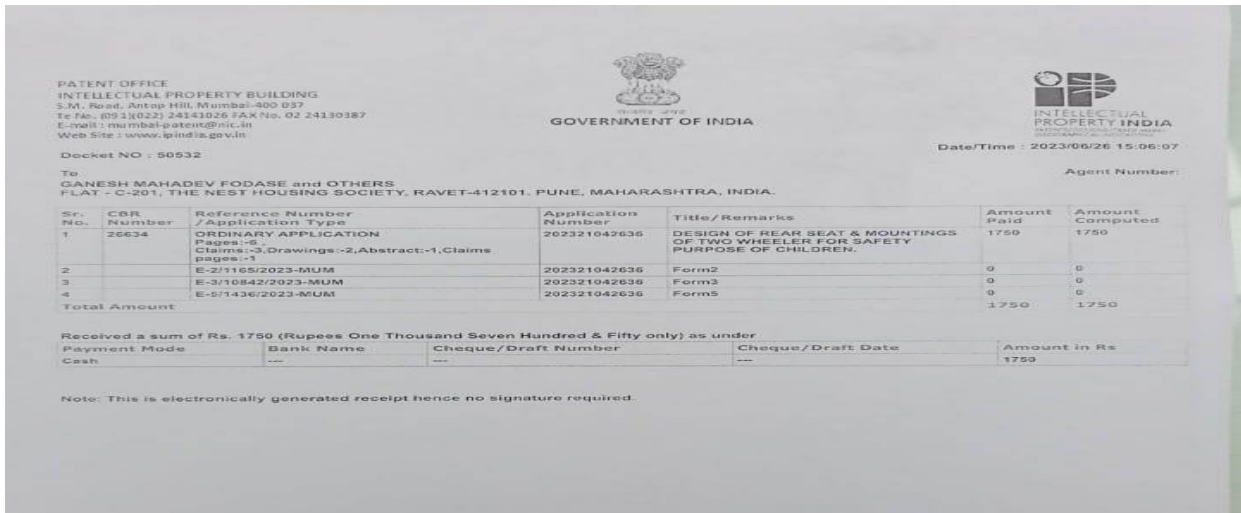 PATENT OFFICE
INTELLECTUAL PROPERTY BUILDING
S.M. Road, Antop Hill, Mumbai-400 037
Te No. (091)(022) 24141026 FAX No. 02 24130387
E-mail : mumbai-patent@nic.in
Web Site : www.ipindia.gov.in
GOVERNMENT OF INDIA
INTELLECTUAL
PROPERTY INDIA
Docket NO : 50532
Date/Time : 2023/06/26 15:06:07
To
Agent Number:
GANESH MAHADEV FODASE and OTHERS
FLAT - C-201, THE NEST HOUSING SOCIETY, RAVET-412101. PUNE, MAHARASHTRA, INDIA.
Sr. No. CBR Number Reference Number /Application Type Application Number Title/Remarks Amount Paid Amount Computed
1 26634 ORDINARY APPLICATION 202321042636 DESIGN OF REAR SEAT & MOUNTINGS 1750 1750
Pages:-6 , OF TWO WHEELER FOR SAFETY
Claims:-3,Drawings:-2,Abstract:-1,Claims PURPOSE OF CHILDREN.
pages:-1
2 E-2/1165/2023-MUM 202321042636 Form2 0 0
3 E-3/10842/2023-MUM 202321042636 Form3 0 0
4 E-5/1436/2023-MUM 202321042636 Form5 0 0
Total Amount 1750 1750
Received a sum of Rs. 1750 (Rupees One Thousand Seven Hundred & Fifty only) as under
Payment Mode Bank Name Cheque/Draft Number Cheque/Draft Date Amount in Rs
Cash --- --- --- 1750
Note: This is electronically generated receipt hence no signature required.